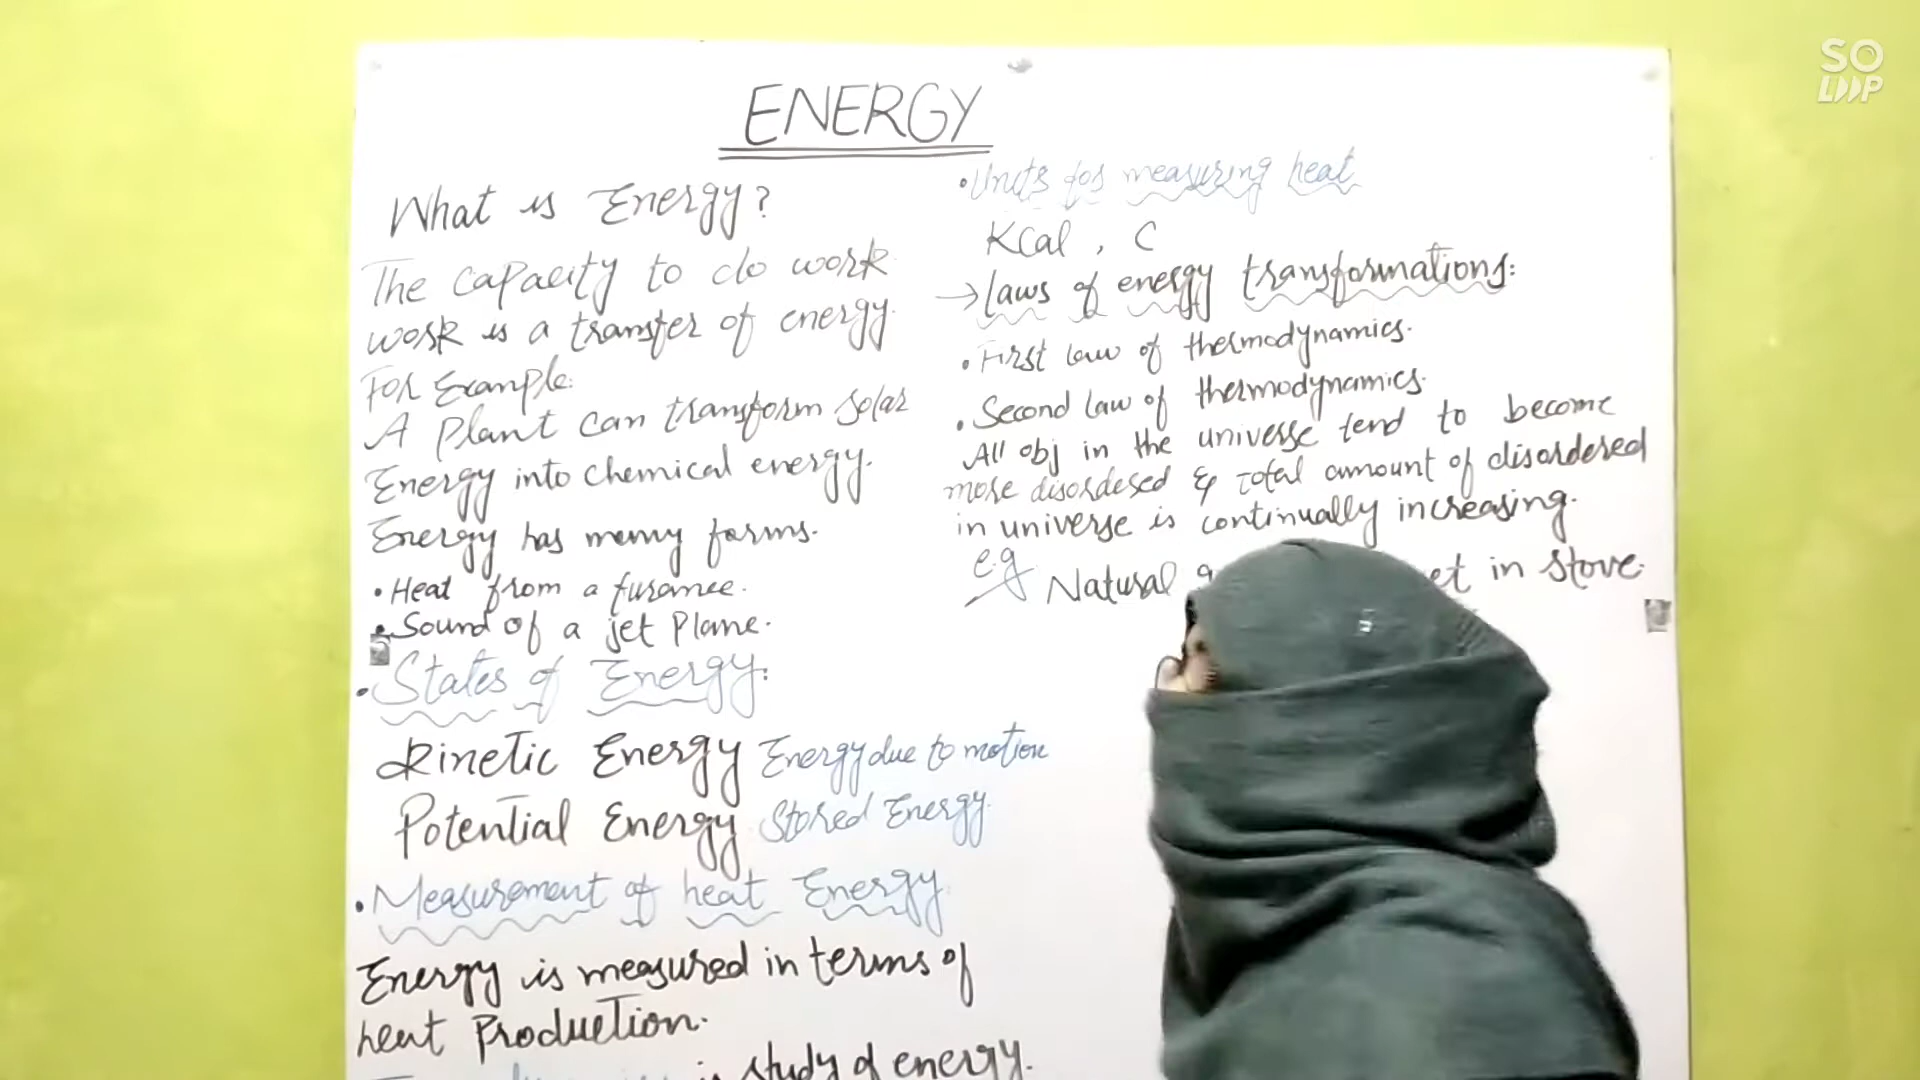 ENERGY
What is Energy?
The capacity to do work
work is a transfer of energy.
For Example:
A Plant can transform solar
Energy into chemical energy.
Energy has many forms.
• Heat from a furance.
• Sound of a jet Plane.
• States of Energy:
Kinetic Energy Energy due to motion
Potential Energy Stored Energy
• Measurement of heat Energy
Energy is measured in terms of
heat Production.
is study of energy.
• Units for measuring heat
Kcal, C
→ Laws of energy transformations:
• First law of thermodynamics.
• Second law of thermodynamics.
All obj in the universe tend to become
more disordered & total amount of disordered
in universe is continually increasing.
e.g
Natural in stove.
SOLOOP